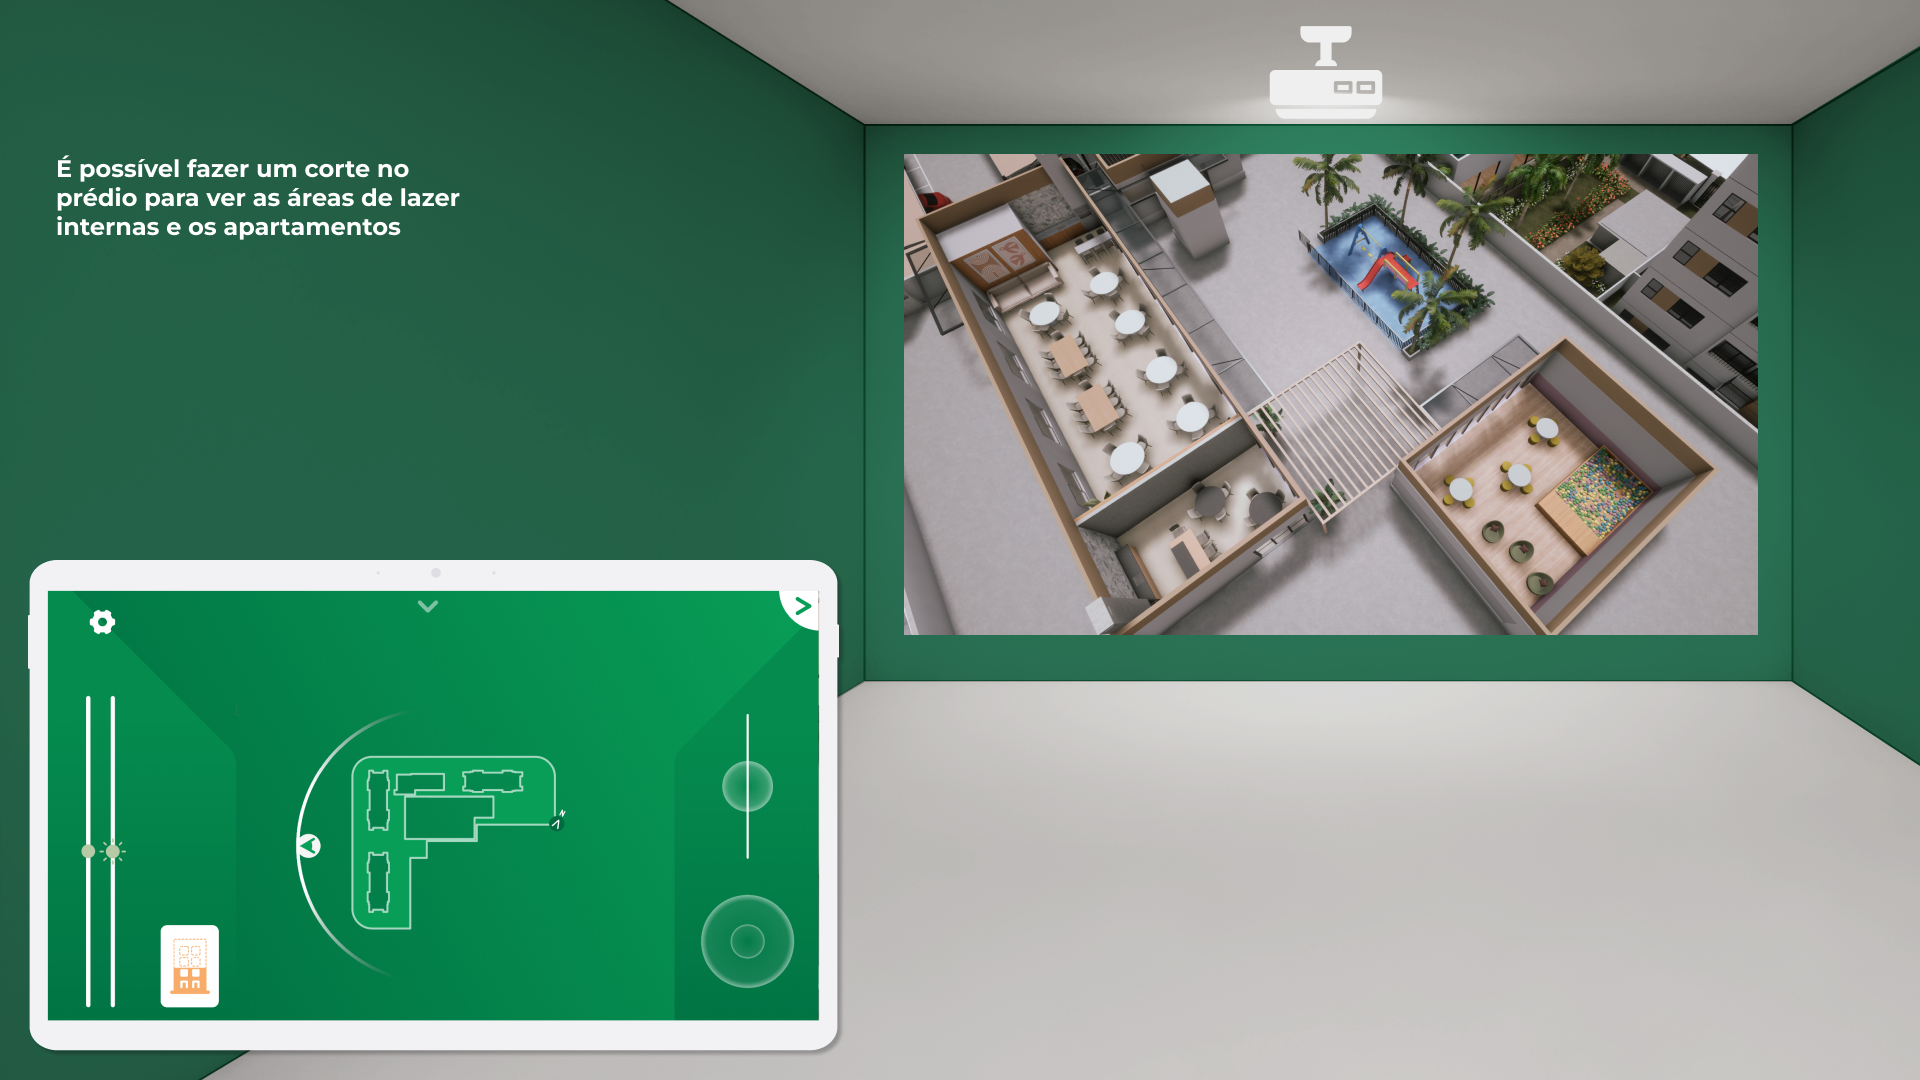 É possível fazer um corte no
prédio para ver as áreas de lazer
internas e os apartamentos
N